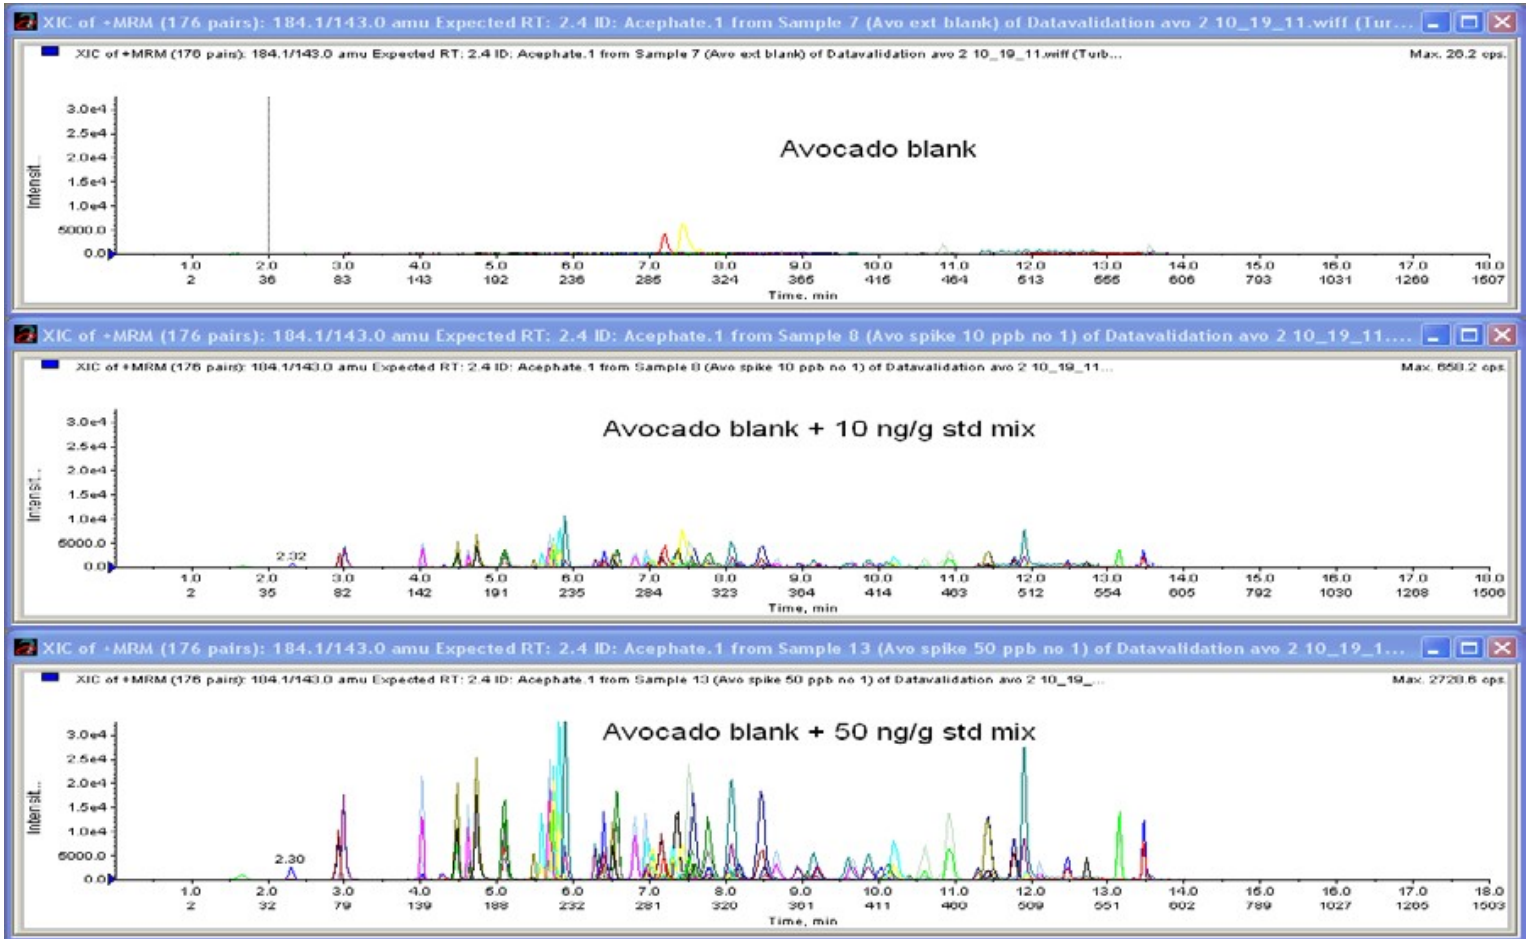 XIC of +MRM (176 pairs): 184.1/143.0 amu Expected RT: 2.4 ID: Acephate.1 from Sample 7 (Avo ext blank) of Datavalidation avo 2 10_19_11.wiff (Tur...
XIC of +MRM (176 pairs): 184.1/143.0 amu Expected RT: 2.4 ID: Acephate.1 from Sample 7 (Avo ext blank) of Datavalidation avo 2 10_19_11.wiff (Turb...
Max. 26.2 cps.
3.0e4
2.5e4
2.0e4
1.5e4
1.0e4
5000.0
0.0
Intensit...
Avocado blank
1.0 2.0 3.0 4.0 5.0 6.0 7.0 8.0 9.0 10.0 11.0 12.0 13.0 14.0 15.0 16.0 17.0 18.0
2 36 83 143 192 236 285 324 365 415 464 513 555 606 793 1031 1269 1507
Time, min
XIC of +MRM (176 pairs): 184.1/143.0 amu Expected RT: 2.4 ID: Acephate.1 from Sample 8 (Avo spike 10 ppb no 1) of Datavalidation avo 2 10_19_11....
XIC of +MRM (176 pairs): 184.1/143.0 amu Expected RT: 2.4 ID: Acephate.1 from Sample 8 (Avo spike 10 ppb no 1) of Datavalidation avo 2 10_19_11...
Max. 658.2 cps.
3.0e4
2.5e4
2.0e4
1.5e4
1.0e4
5000.0
0.0
Intensit...
Avocado blank + 10 ng/g std mix
2.32
1.0 2.0 3.0 4.0 5.0 6.0 7.0 8.0 9.0 10.0 11.0 12.0 13.0 14.0 15.0 16.0 17.0 18.0
2 35 82 142 191 235 284 323 364 414 463 512 554 605 792 1030 1268 1506
Time, min
XIC of +MRM (176 pairs): 184.1/143.0 amu Expected RT: 2.4 ID: Acephate.1 from Sample 13 (Avo spike 50 ppb no 1) of Datavalidation avo 2 10_19_1...
XIC of +MRM (176 pairs): 184.1/143.0 amu Expected RT: 2.4 ID: Acephate.1 from Sample 13 (Avo spike 50 ppb no 1) of Datavalidation avo 2 10_19_...
Max. 2728.6 cps.
3.0e4
2.5e4
2.0e4
1.5e4
1.0e4
5000.0
0.0
Intensit...
Avocado blank + 50 ng/g std mix
2.30
1.0 2.0 3.0 4.0 5.0 6.0 7.0 8.0 9.0 10.0 11.0 12.0 13.0 14.0 15.0 16.0 17.0 18.0
2 32 79 139 188 232 281 320 361 411 460 509 551 602 789 1027 1265 1503
Time, min